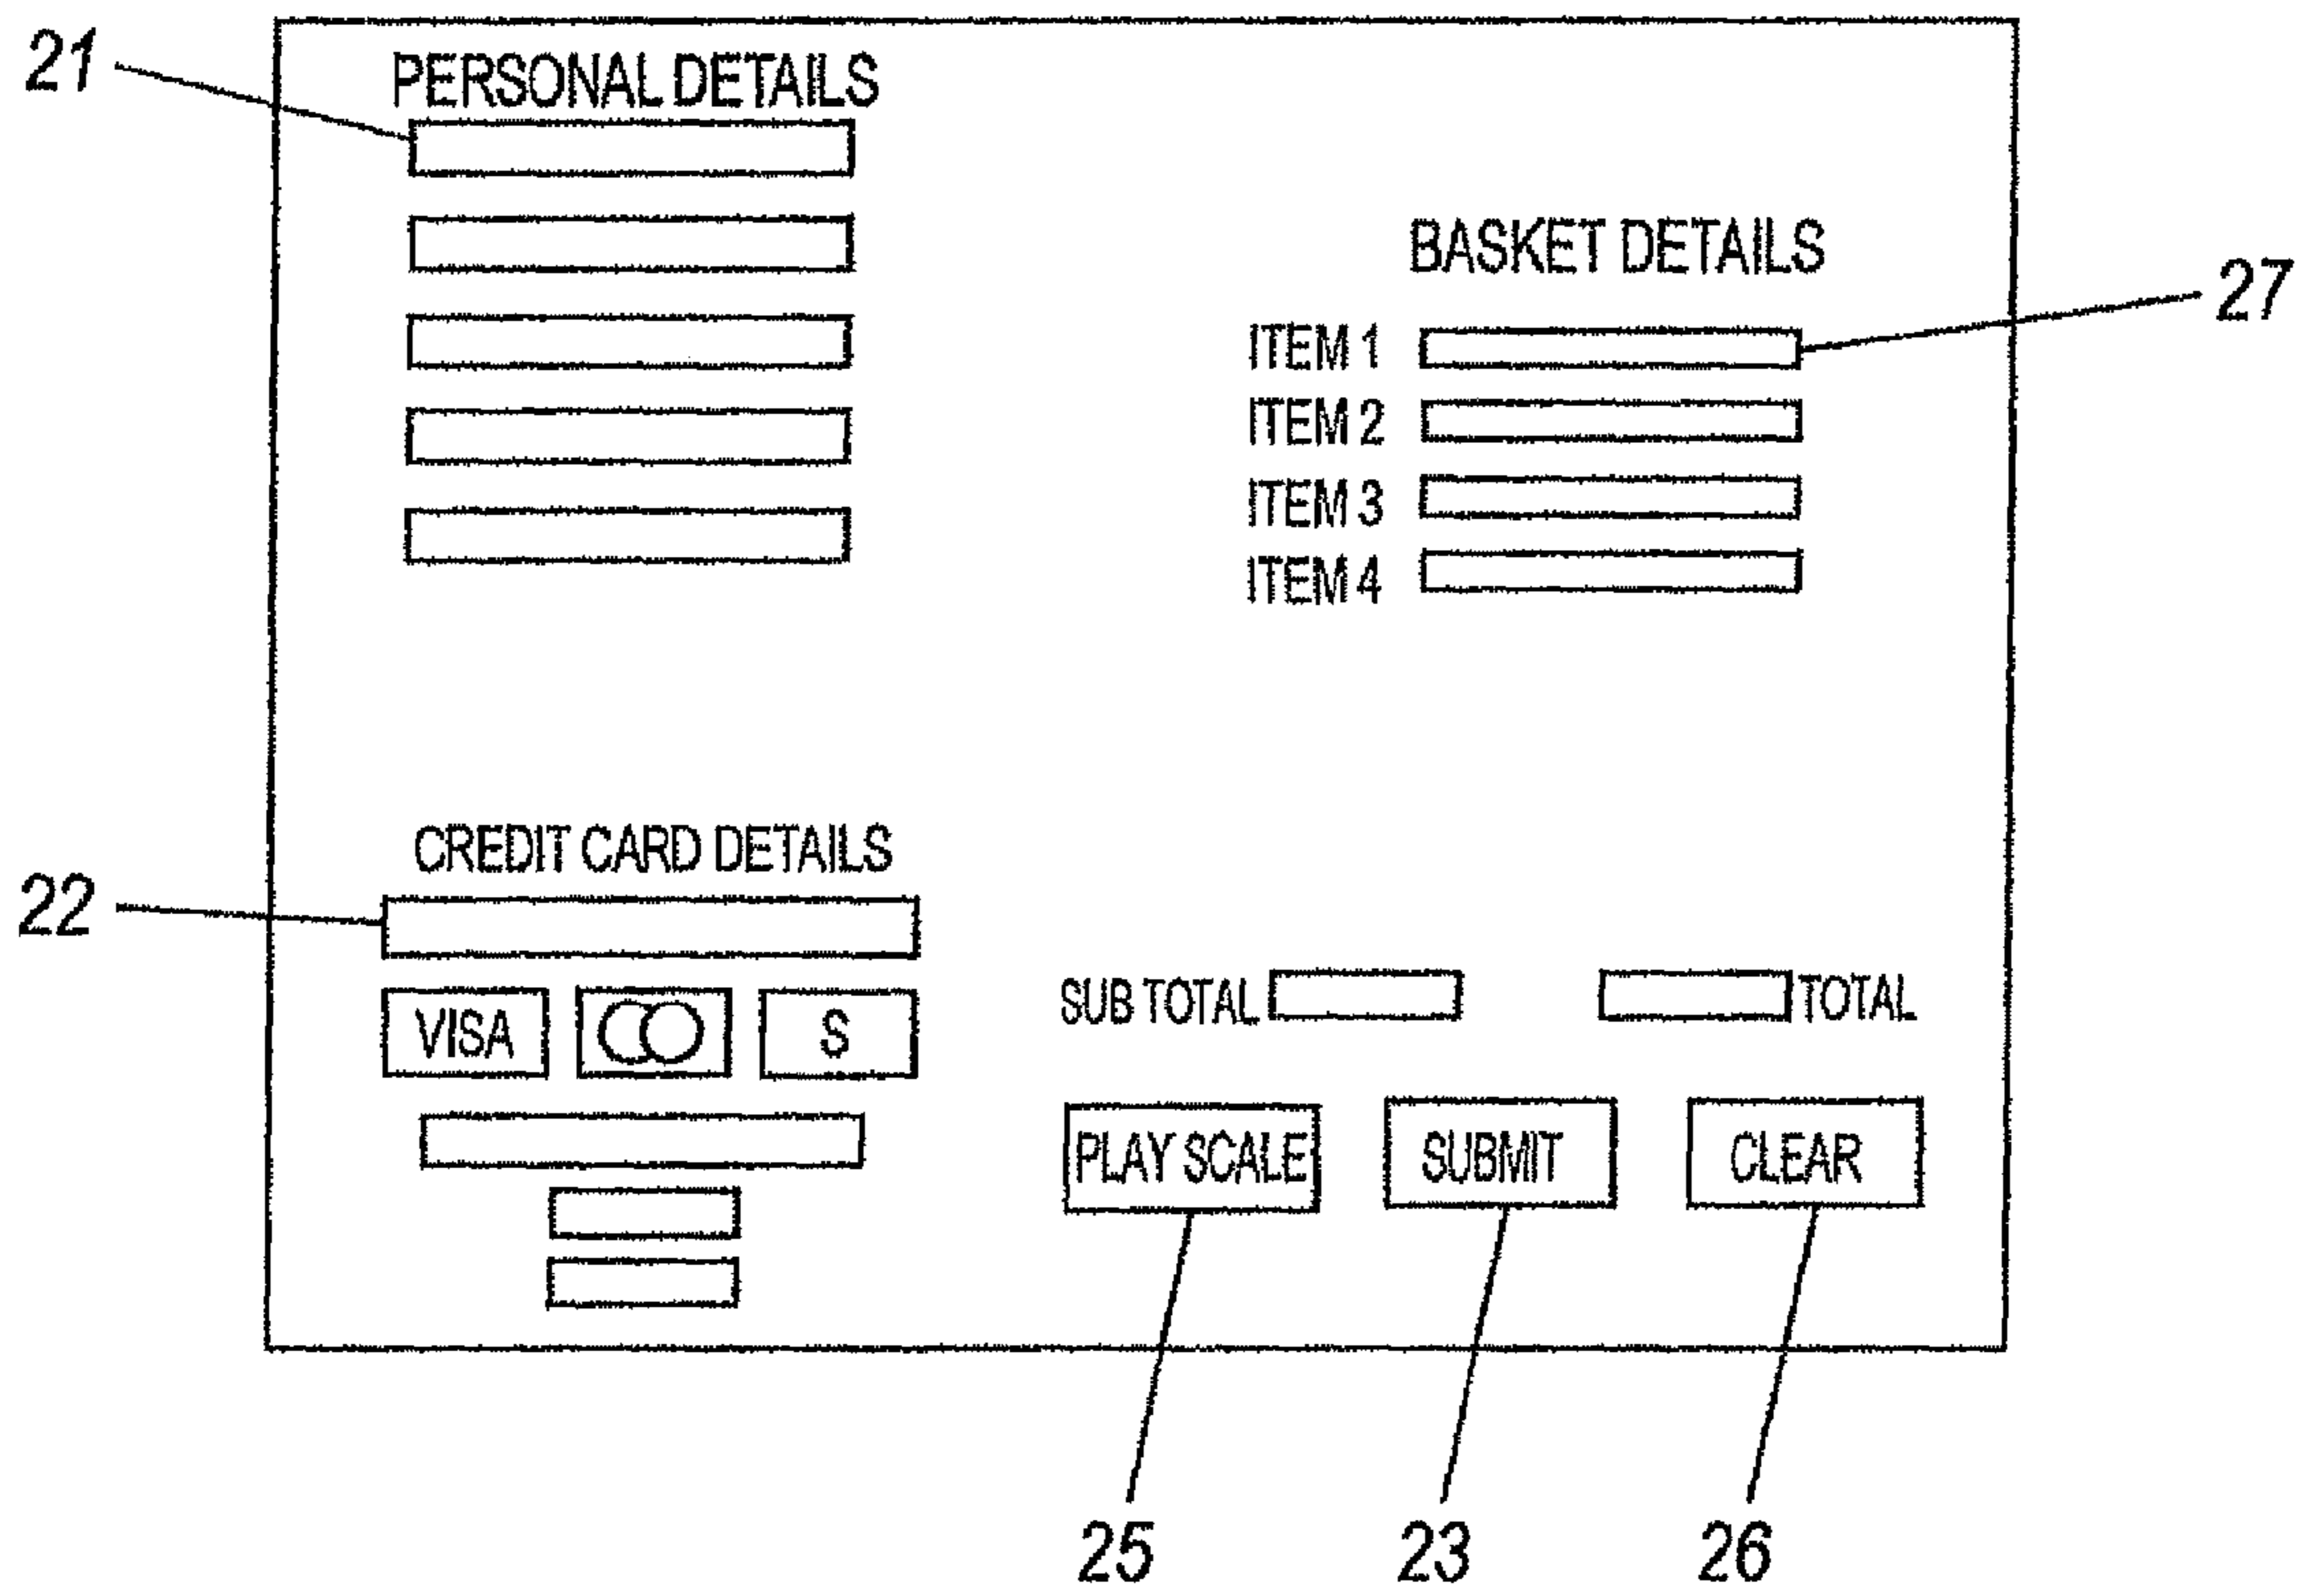 21
PERSONAL DETAILS
BASKET DETAILS
27
ITEM 1
ITEM 2
ITEM 3
ITEM 4
CREDIT CARD DETAILS
22
SUB TOTAL
TOTAL
VISA
S
PLAY SCALE
SUBMIT
CLEAR
25
23
26